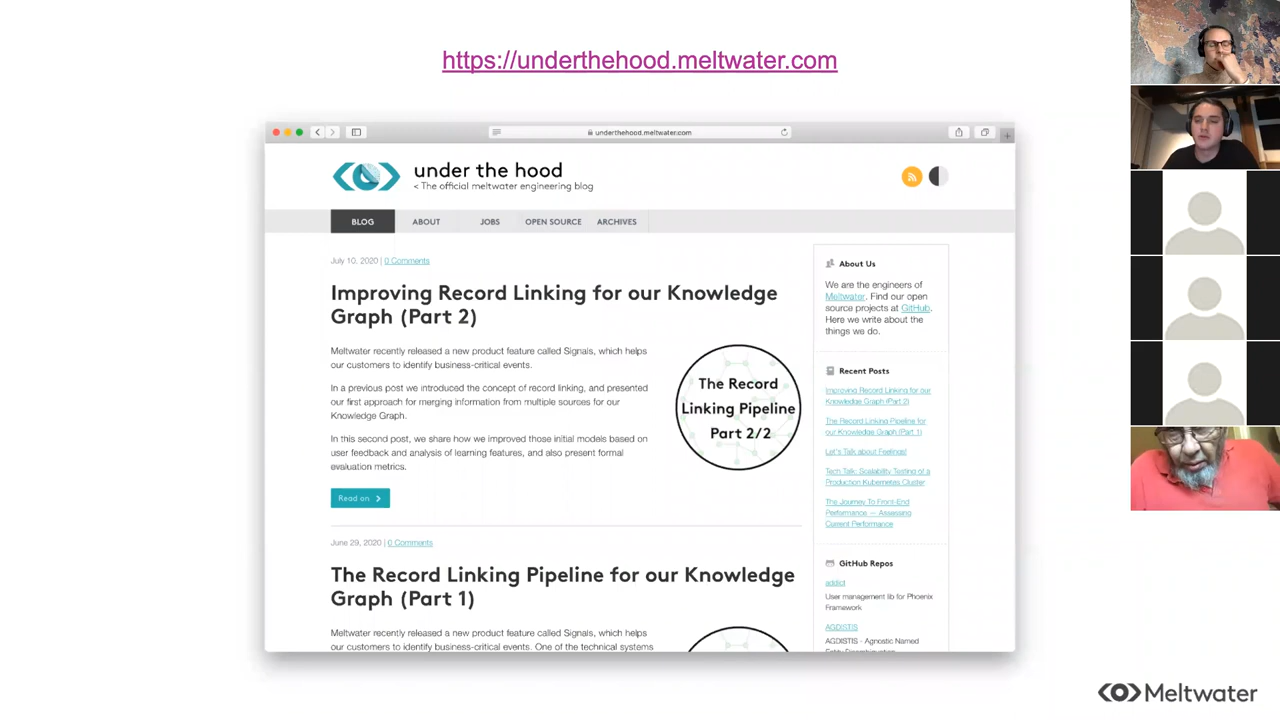 https://underthehood.meltwater.com
underthehood.meltwater.com
under the hood
< The official meltwater engineering blog
BLOG
ABOUT
JOBS
OPEN SOURCE
ARCHIVES
July 10, 2020 | 0 Comments
Improving Record Linking for our Knowledge
Graph (Part 2)
Meltwater recently released a new product feature called Signals, which helps
our customers to identify business-critical events.
In a previous post we introduced the concept of record linking, and presented
our first approach for merging information from multiple sources for our
Knowledge Graph.
In this second post, we share how we improved those initial models based on
user feedback and analysis of learning features, and also present formal
evaluation metrics.
Read on
The Record
Linking Pipeline
Part 2/2
June 29, 2020 | 0 Comments
The Record Linking Pipeline for our Knowledge
Graph (Part 1)
Meltwater recently released a new product feature called Signals, which helps
our customers to identify business-critical events. One of the technical systems
About Us
We are the engineers of
Meltwater. Find our open
source projects at GitHub.
Here we write about the
things we do.
Recent Posts
Improving Record Linking for our
Knowledge Graph (Part 2)
The Record Linking Pipeline for
our Knowledge Graph (Part 1)
Let's Talk about Feelings!
Tech Talk: Scalability Testing of a
Production Kubernetes Cluster
The Journey To Front-End
Performance — Assessing
Current Performance
GitHub Repos
addict
User management lib for Phoenix
Framework
AGDISTIS
AGDISTIS - Agnostic Named
Entity Disambiguation
Meltwater